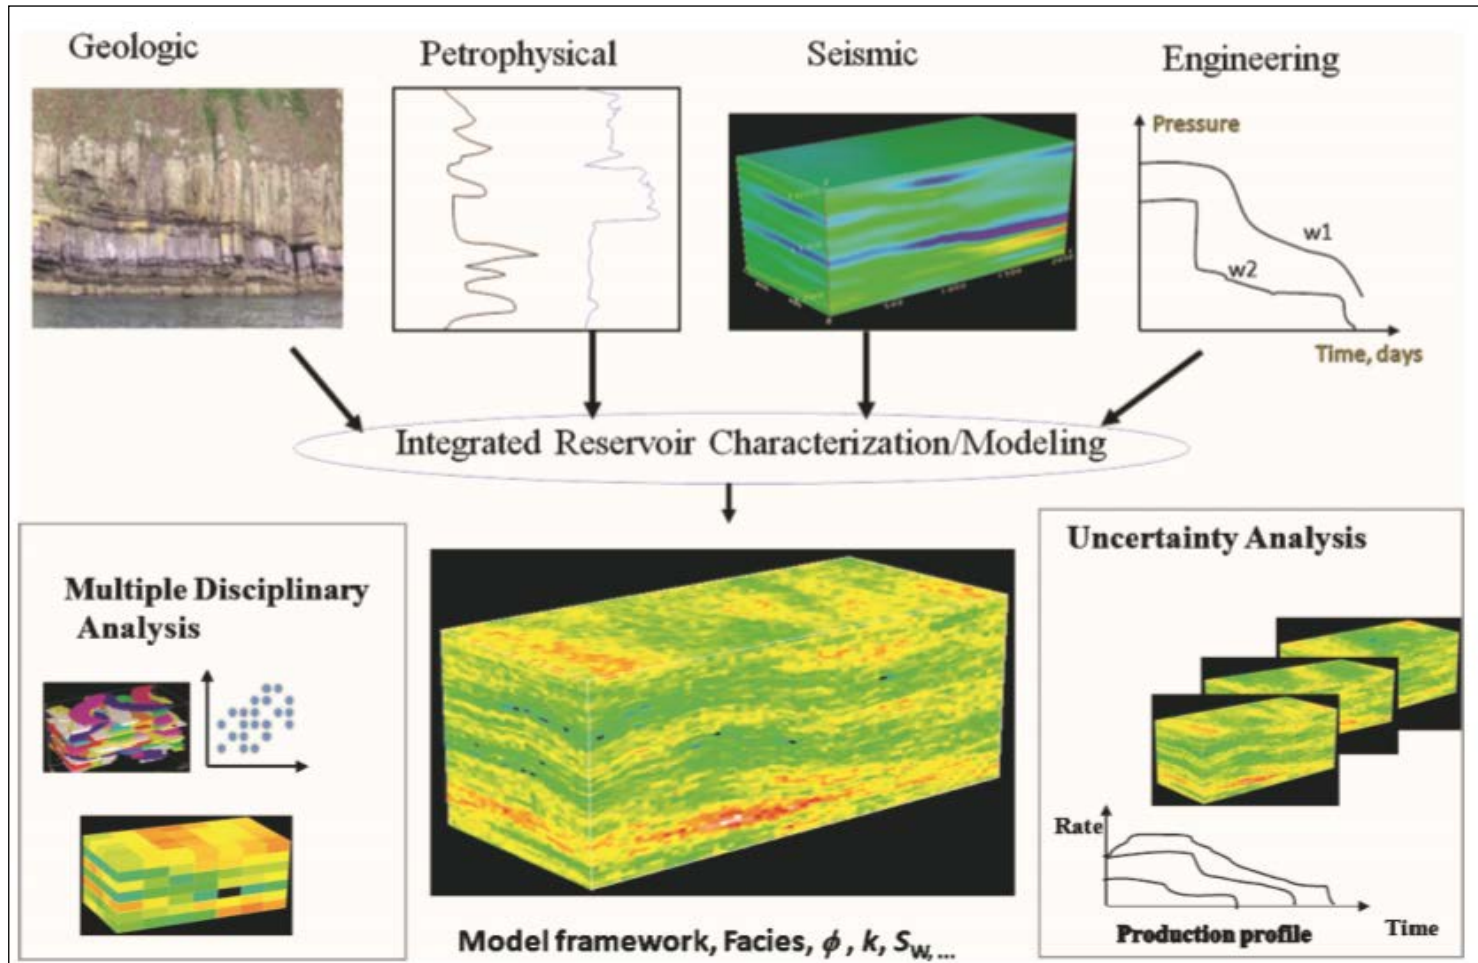 Geologic
Petrophysical
Seismic
Engineering
Pressure
w1
w2
Time, days
Integrated Reservoir Characterization/Modeling
Multiple Disciplinary
Analysis
Uncertainty Analysis
Rate
Time
Production profile
Model framework, Facies, ϕ, k, Sw, ...